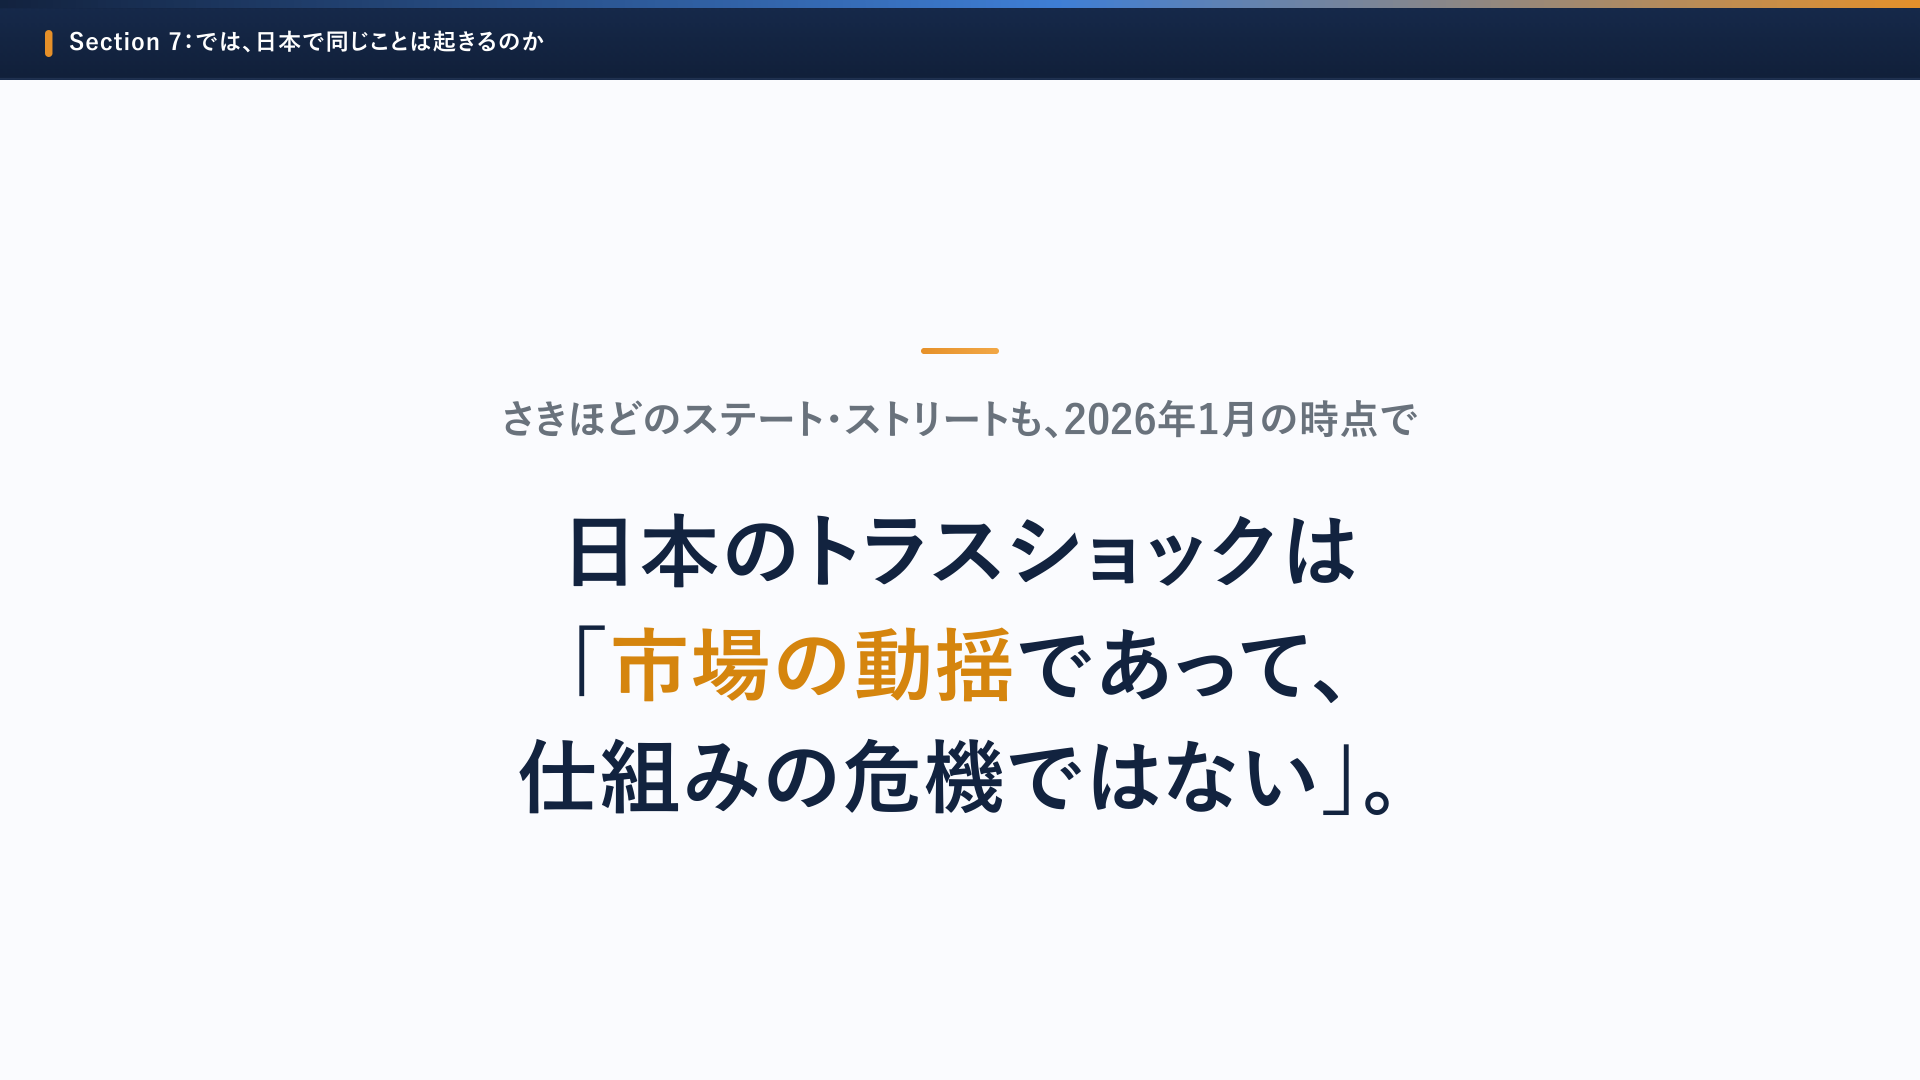 Section 7：では、日本で同じことは起きるのか
さきほどのステート・ストリートも、2026年1月の時点で
日本のトラスショックは
「市場の動揺であって、
仕組みの危機ではない」。